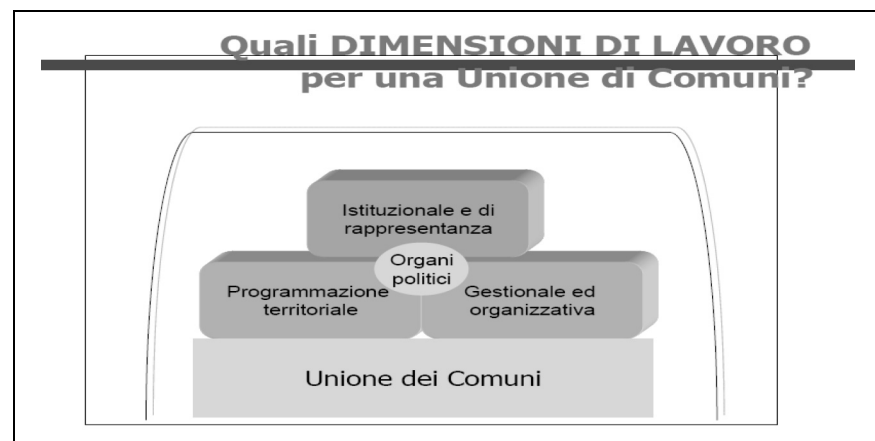 Quali DIMENSIONI DI LAVORO
per una Unione di Comuni?
Istituzionale e di
rappresentanza
Organi
politici
Programmazione
territoriale
Gestionale ed
organizzativa
Unione dei Comuni